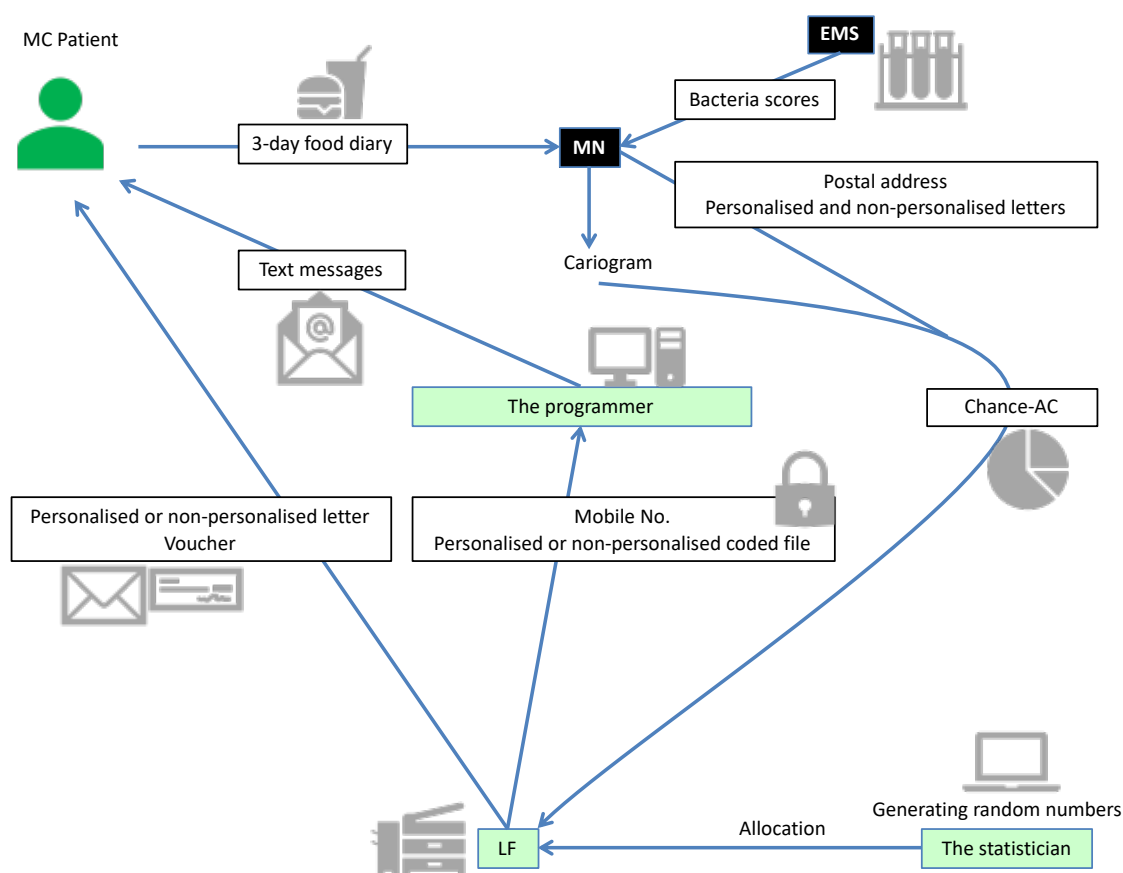 MC Patient
EMS
Bacteria scores
3-day food diary
MN
Postal address
Personalised and non-personalised letters
Text messages
Cariogram
@
The programmer
Chance-AC
Personalised or non-personalised letter
Voucher
Mobile No.
Personalised or non-personalised coded file
Generating random numbers
Allocation
LF
The statistician